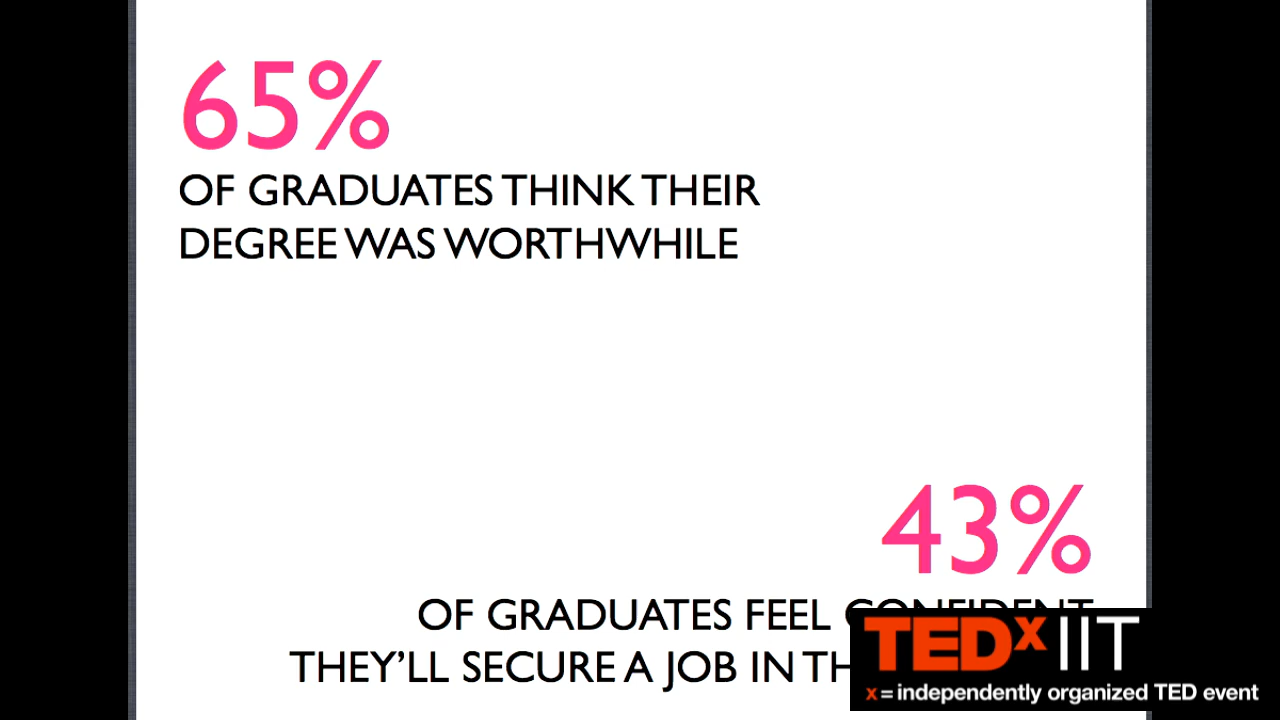 65%
OF GRADUATES THINK THEIR
DEGREE WAS WORTHWHILE
43%
OF GRADUATES FEEL CONFIDENT
THEY'LL SECURE A JOB IN
TEDx IIT
x = independently organized TED event